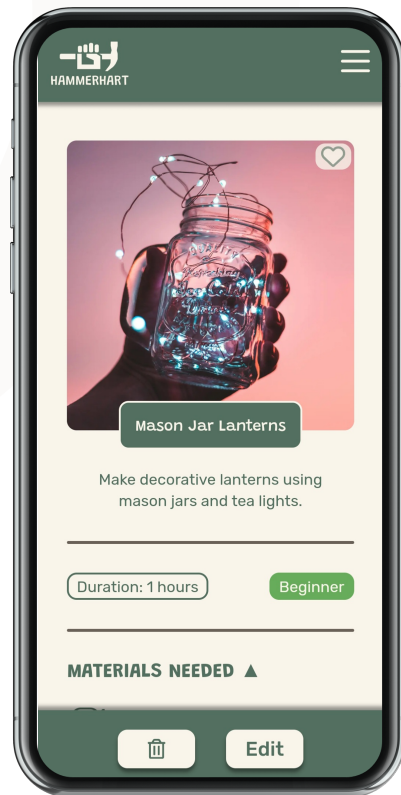 HAMMERHART
Mason Jar Lanterns
Make decorative lanterns using
mason jars and tea lights.
Duration: 1 hours
Beginner
MATERIALS NEEDED ▲
Edit